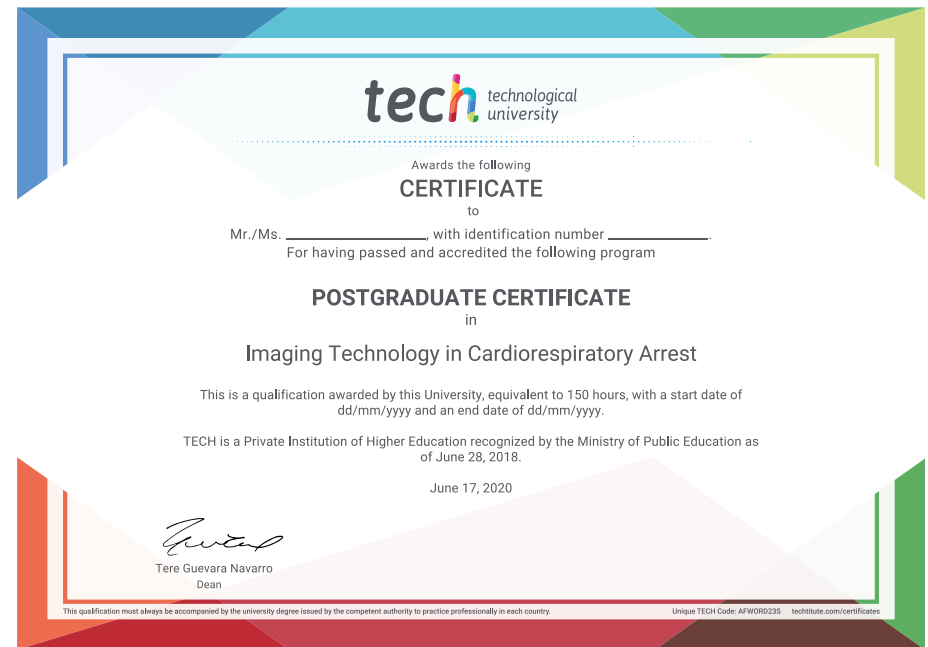 tech technological
university
Awards the following
CERTIFICATE
to
Mr./Ms. ____________________, with identification number ______________.
For having passed and accredited the following program
POSTGRADUATE CERTIFICATE
in
Imaging Technology in Cardiorespiratory Arrest
This is a qualification awarded by this University, equivalent to 150 hours, with a start date of
dd/mm/yyyy and an end date of dd/mm/yyyy.
TECH is a Private Institution of Higher Education recognized by the Ministry of Public Education as
of June 28, 2018.
June 17, 2020
Tere Guevara Navarro
Dean
This qualification must always be accompanied by the university degree issued by the competent authority to practice professionally in each country.
Unique TECH Code: AFWORD23S techtitute.com/certificates